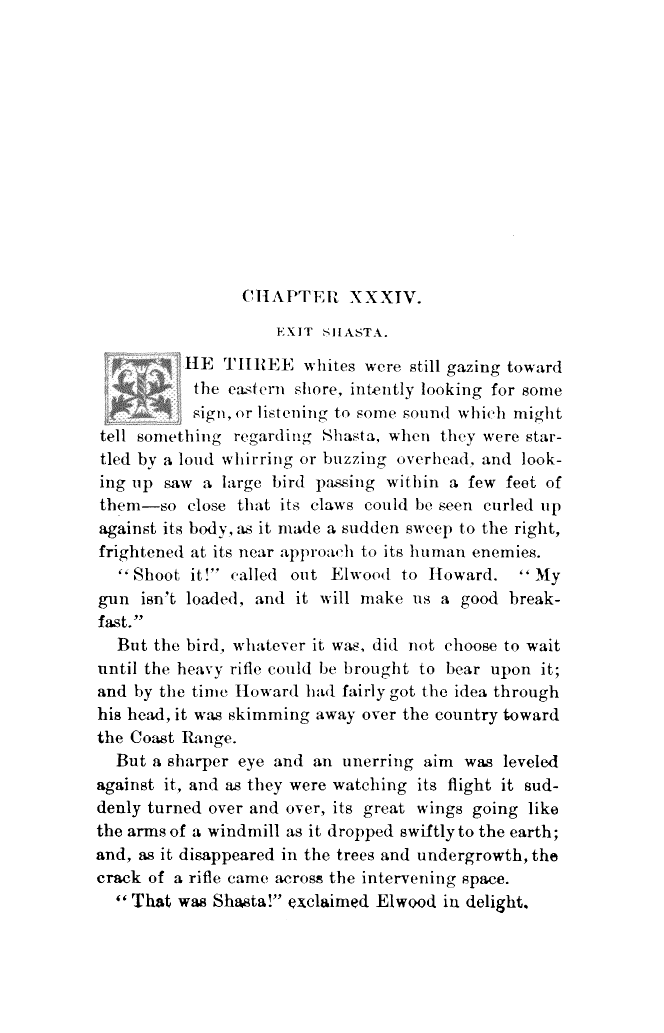 CHAPTER XXXIV.
EXIT SHASTA.
THE THREE whites were still gazing toward
the eastern shore, intently looking for some
sign, or listening to some sound which might
tell something regarding Shasta, when they were star-
tled by a loud whirring or buzzing overhead, and look-
ing up saw a large bird passing within a few feet of
them—so close that its claws could be seen curled up
against its body, as it made a sudden sweep to the right,
frightened at its near approach to its human enemies.
“Shoot it!” called out Elwood to Howard. “My
gun isn’t loaded, and it will make us a good break-
fast.”
But the bird, whatever it was, did not choose to wait
until the heavy rifle could be brought to bear upon it;
and by the time Howard had fairly got the idea through
his head, it was skimming away over the country toward
the Coast Range.
But a sharper eye and an unerring aim was leveled
against it, and as they were watching its flight it sud-
denly turned over and over, its great wings going like
the arms of a windmill as it dropped swiftly to the earth;
and, as it disappeared in the trees and undergrowth, the
crack of a rifle came across the intervening space.
“That was Shasta!” exclaimed Elwood in delight.